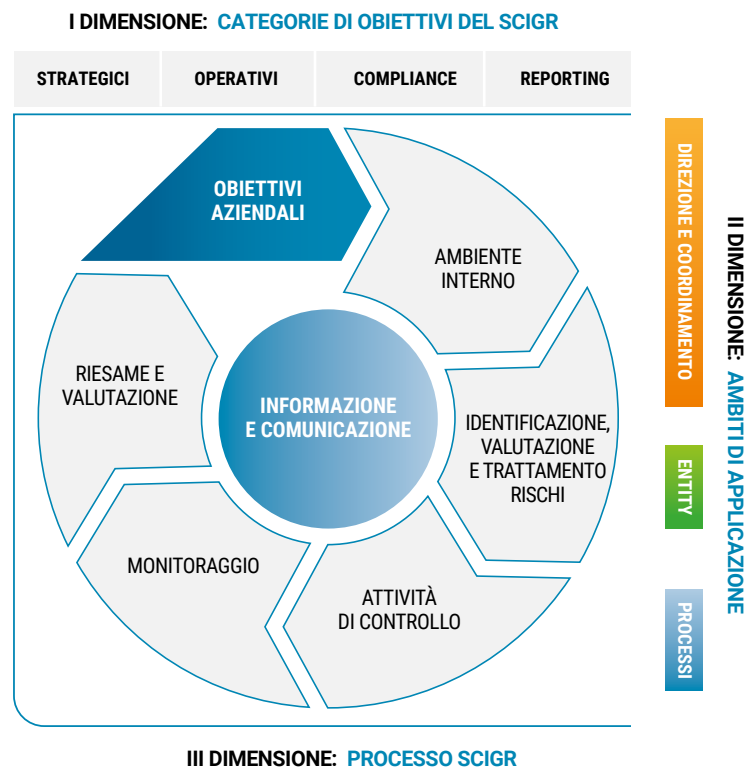 I DIMENSIONE: CATEGORIE DI OBIETTIVI DEL SCIGR
STRATEGICI
OPERATIVI
COMPLIANCE
REPORTING
OBIETTIVI
AZIENDALI
AMBIENTE
INTERNO
IDENTIFICAZIONE,
VALUTAZIONE
E TRATTAMENTO
RISCHI
ATTIVITÀ
DI CONTROLLO
MONITORAGGIO
RIESAME E
VALUTAZIONE
INFORMAZIONE
E COMUNICAZIONE
DIREZIONE E COORDINAMENTO
ENTITY
PROCESSI
II DIMENSIONE: AMBITI DI APPLICAZIONE
III DIMENSIONE: PROCESSO SCIGR